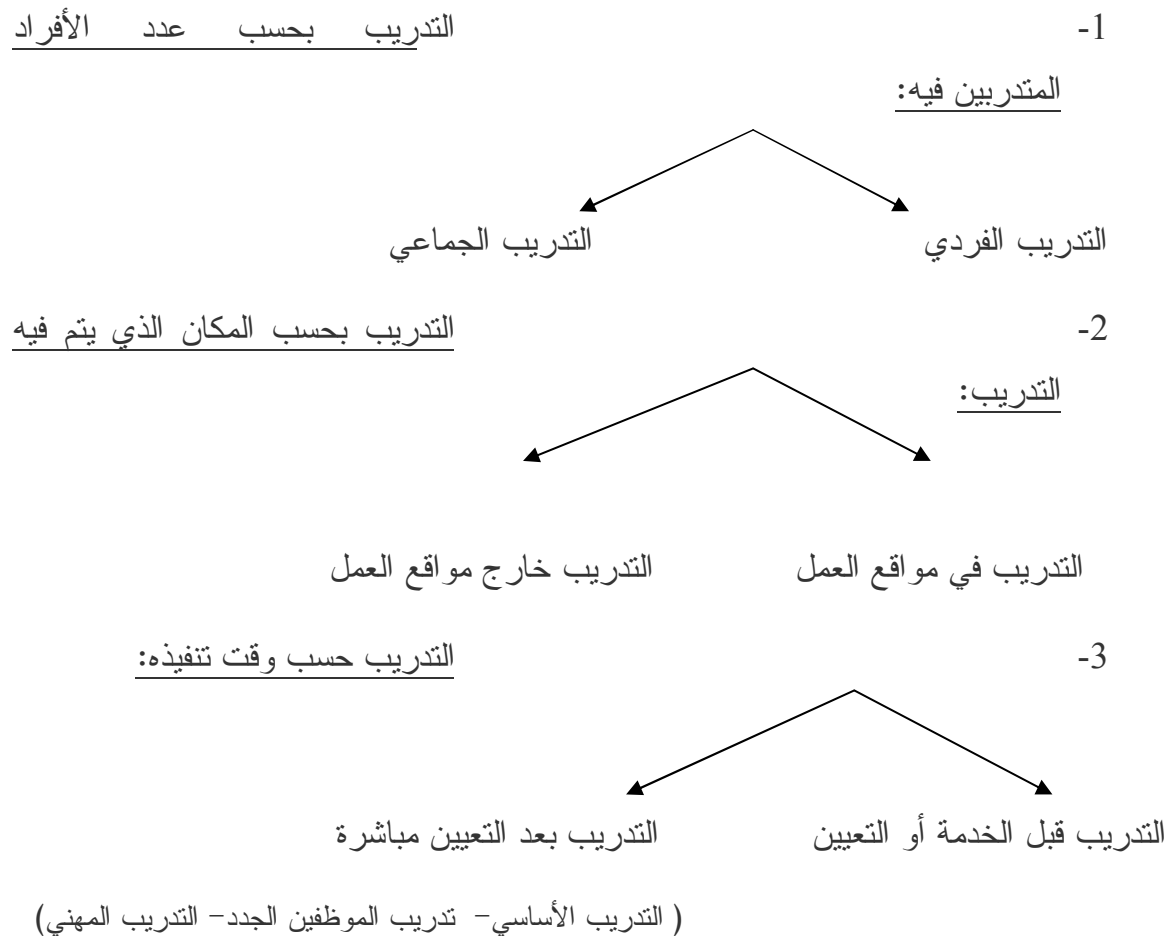 1- التدريب بحسب عدد الأفراد
المتدربين فيه:
التدريب الفردي التدريب الجماعي
2- التدريب بحسب المكان الذي يتم فيه
التدريب:
التدريب في مواقع العمل التدريب خارج مواقع العمل
3- التدريب حسب وقت تنفيذه:
التدريب قبل الخدمة أو التعيين التدريب بعد التعيين مباشرة
( التدريب الأساسي- تدريب الموظفين الجدد- التدريب المهني)